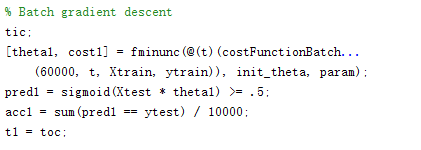 % Batch gradient descent
tic;
[theta1, cost1] = fminunc(@(t)(costFunctionBatch...
(60000, t, Xtrain, ytrain)), init_theta, param);
pred1 = sigmoid(Xtest * theta1) >= .5;
acc1 = sum(pred1 == ytest) / 10000;
t1 = toc;